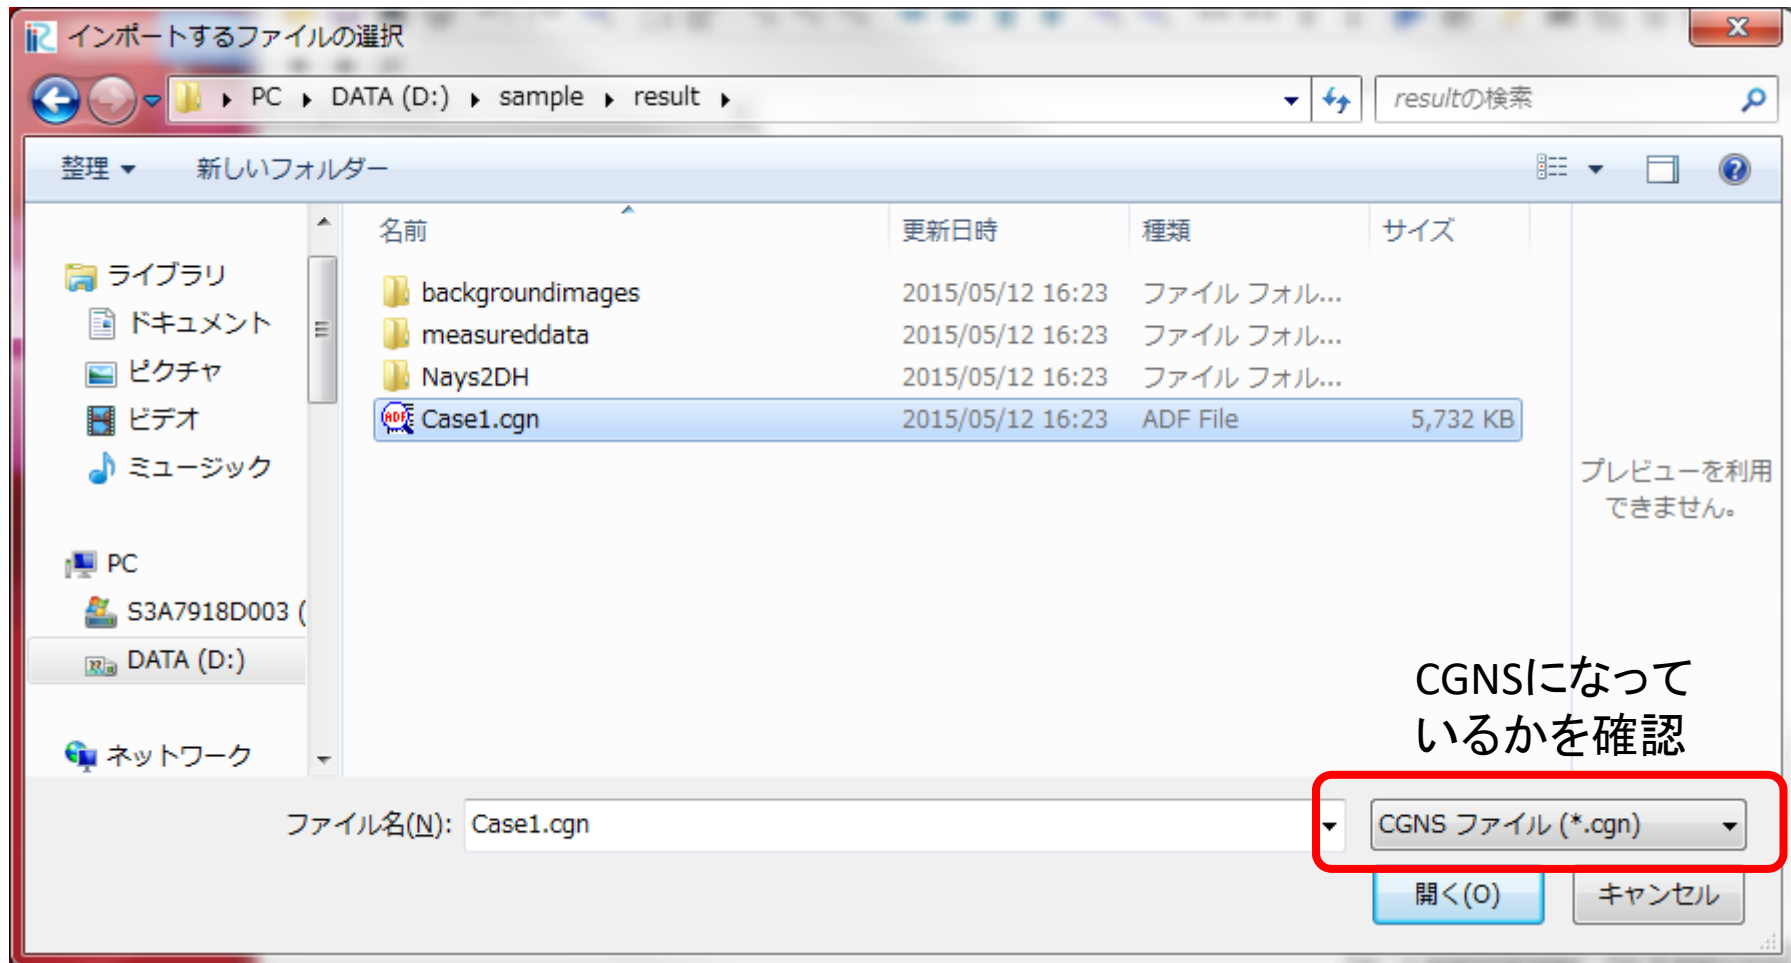 iRC インポートするファイルの選択
PC ▸ DATA (D:) ▸ sample ▸ result ▸
resultの検索
整理 ▼ 新しいフォルダー
名前 更新日時 種類 サイズ
ライブラリ
ドキュメント
ピクチャ
ビデオ
ミュージック
PC
S3A7918D003 (
DATA (D:)
ネットワーク
backgroundimages 2015/05/12 16:23 ファイル フォル...
measureddata 2015/05/12 16:23 ファイル フォル...
Nays2DH 2015/05/12 16:23 ファイル フォル...
ADF Case1.cgn 2015/05/12 16:23 ADF File 5,732 KB
プレビューを利用
できません。
CGNSになって
いるかを確認
ファイル名(N): Case1.cgn
CGNS ファイル (*.cgn)
開く(O) キャンセル